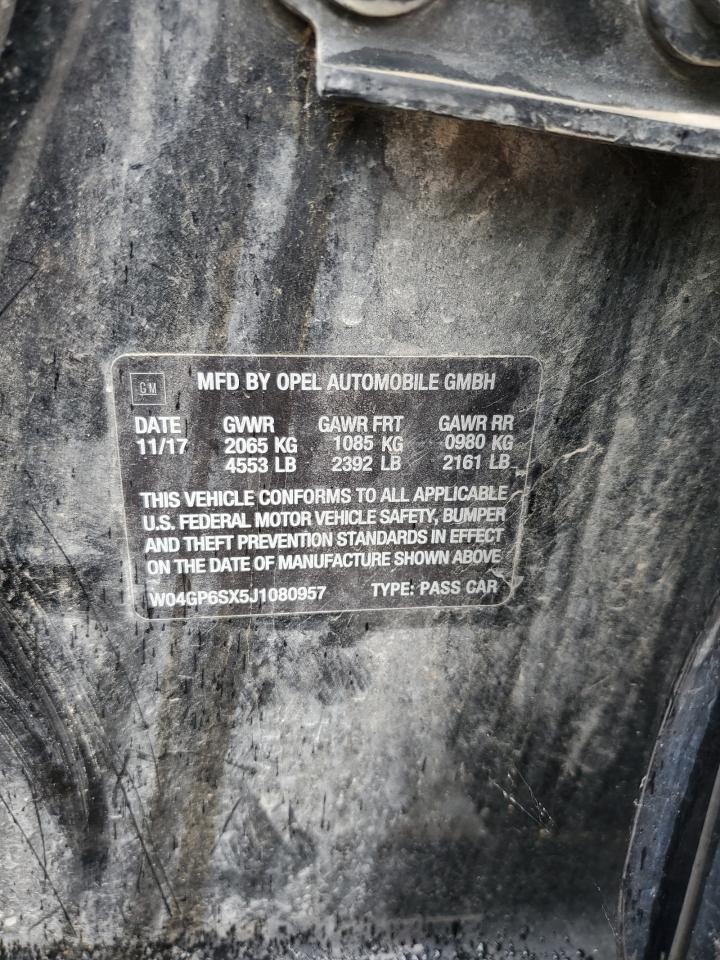 GM MFD BY OPEL AUTOMOBILE GMBH
DATE GVWR GAWR FRT GAWR RR
11/17 2065 KG 1085 KG 0980 KG
4553 LB 2392 LB 2161 LB
THIS VEHICLE CONFORMS TO ALL APPLICABLE
U.S. FEDERAL MOTOR VEHICLE SAFETY, BUMPER
AND THEFT PREVENTION STANDARDS IN EFFECT
ON THE DATE OF MANUFACTURE SHOWN ABOVE
W04GP6SX5J1080957 TYPE: PASS CAR